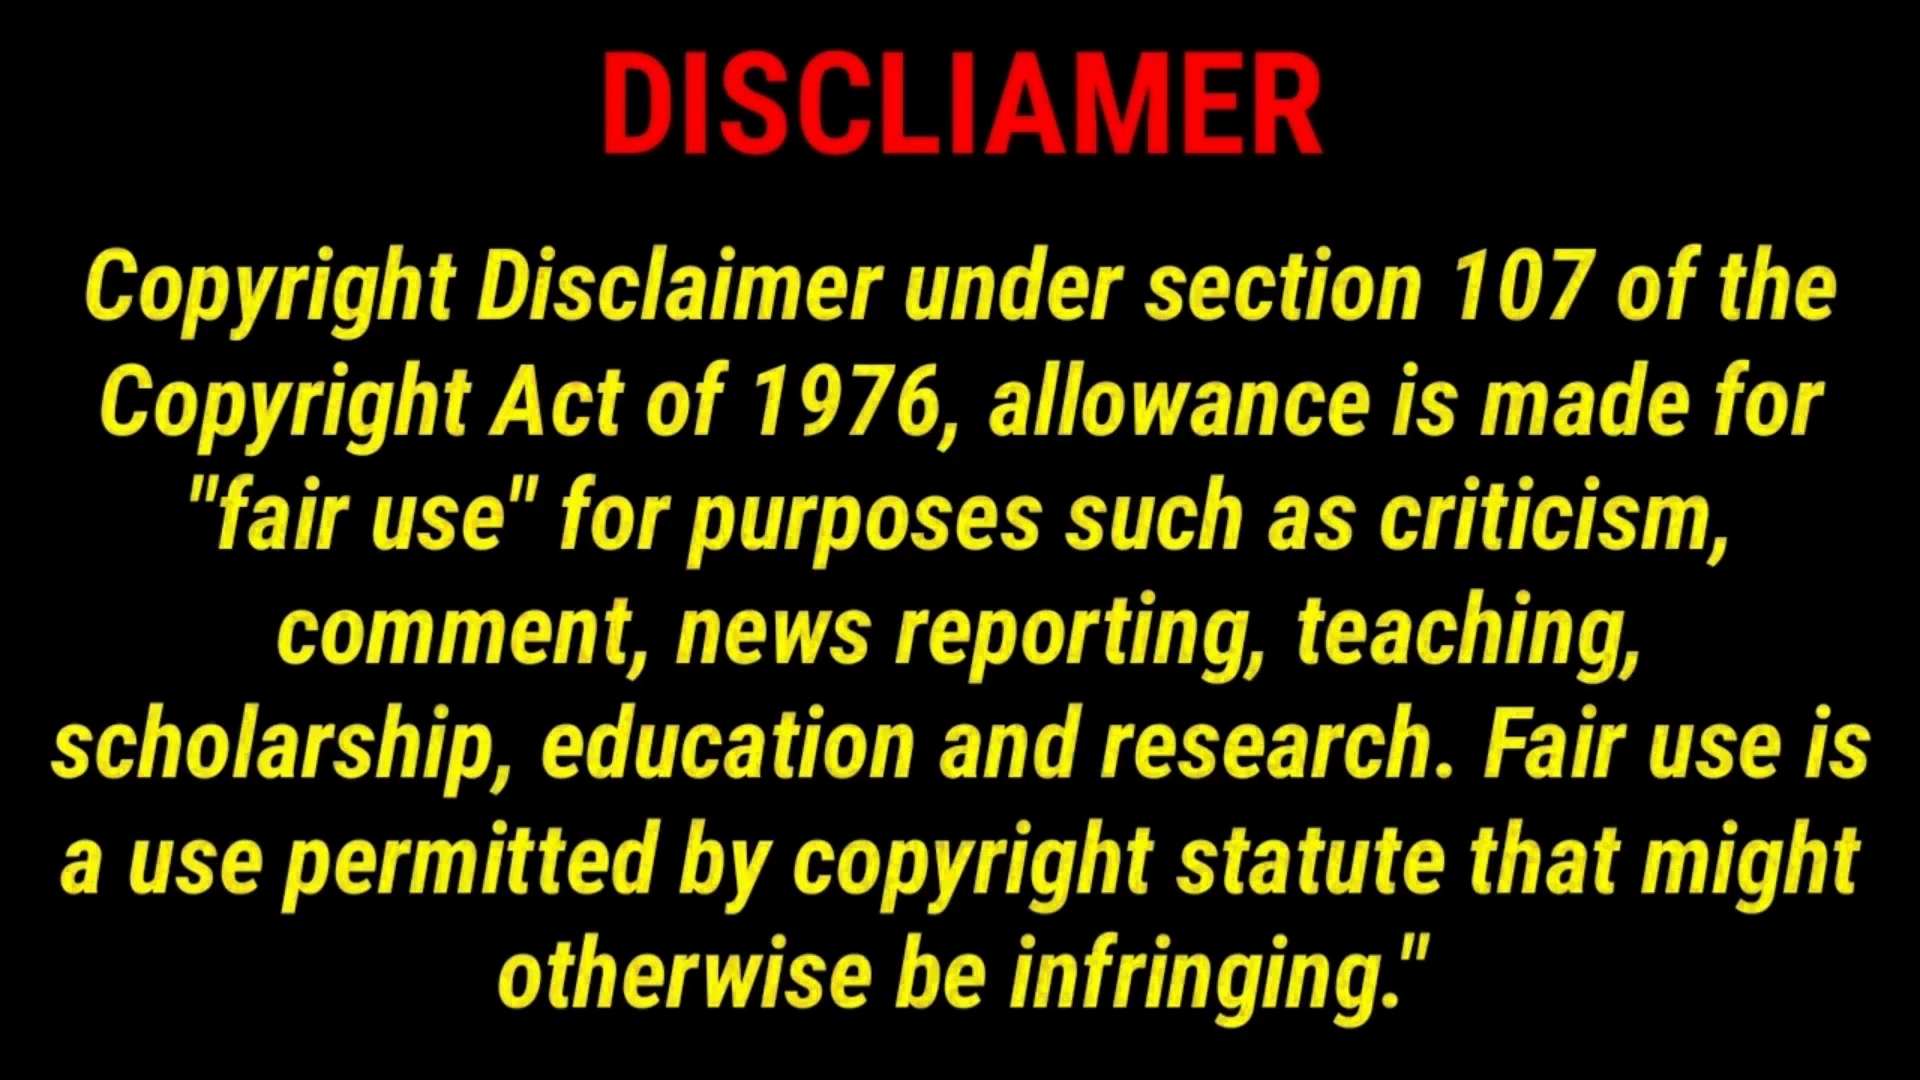 DISCLIAMER
Copyright Disclaimer under section 107 of the
Copyright Act of 1976, allowance is made for
"fair use" for purposes such as criticism,
comment, news reporting, teaching,
scholarship, education and research. Fair use is
a use permitted by copyright statute that might
otherwise be infringing."